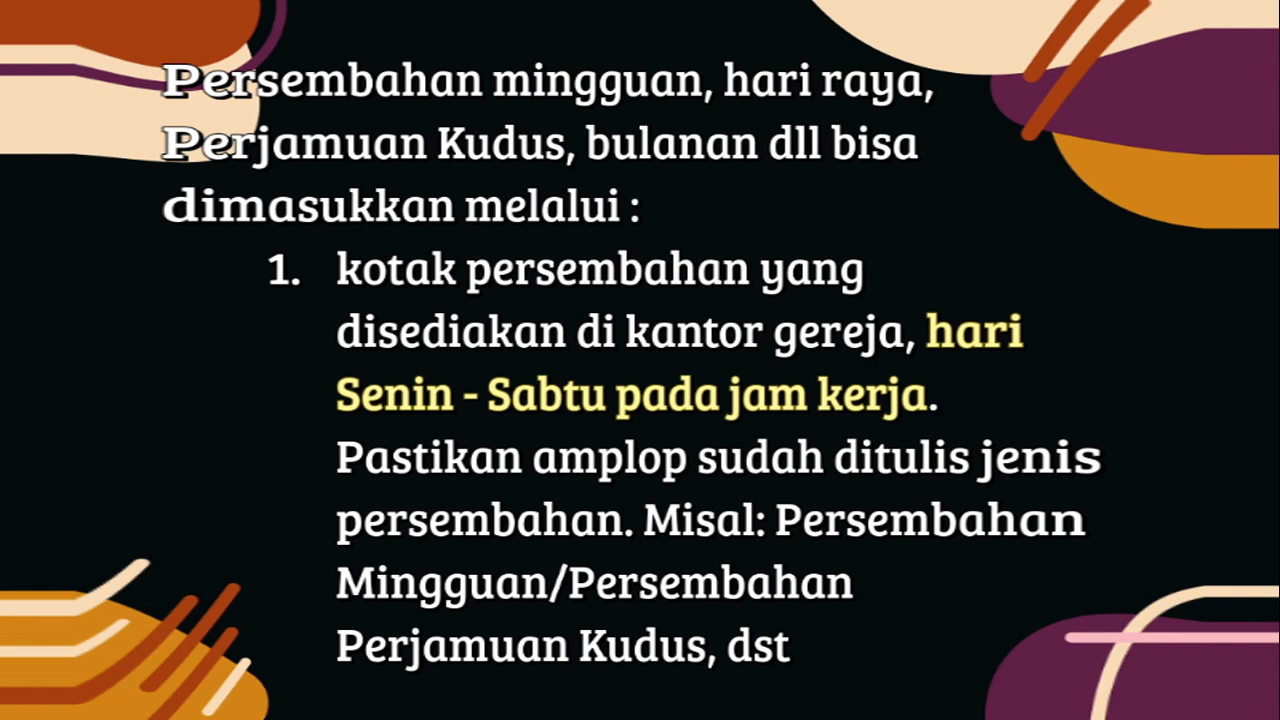 Persembahan mingguan, hari raya,
Perjamuan Kudus, bulanan dll bisa
dimasukkan melalui :
1. kotak persembahan yang
disediakan di kantor gereja, hari
Senin - Sabtu pada jam kerja.
Pastikan amplop sudah ditulis jenis
persembahan. Misal: Persembahan
Mingguan/Persembahan
Perjamuan Kudus, dst